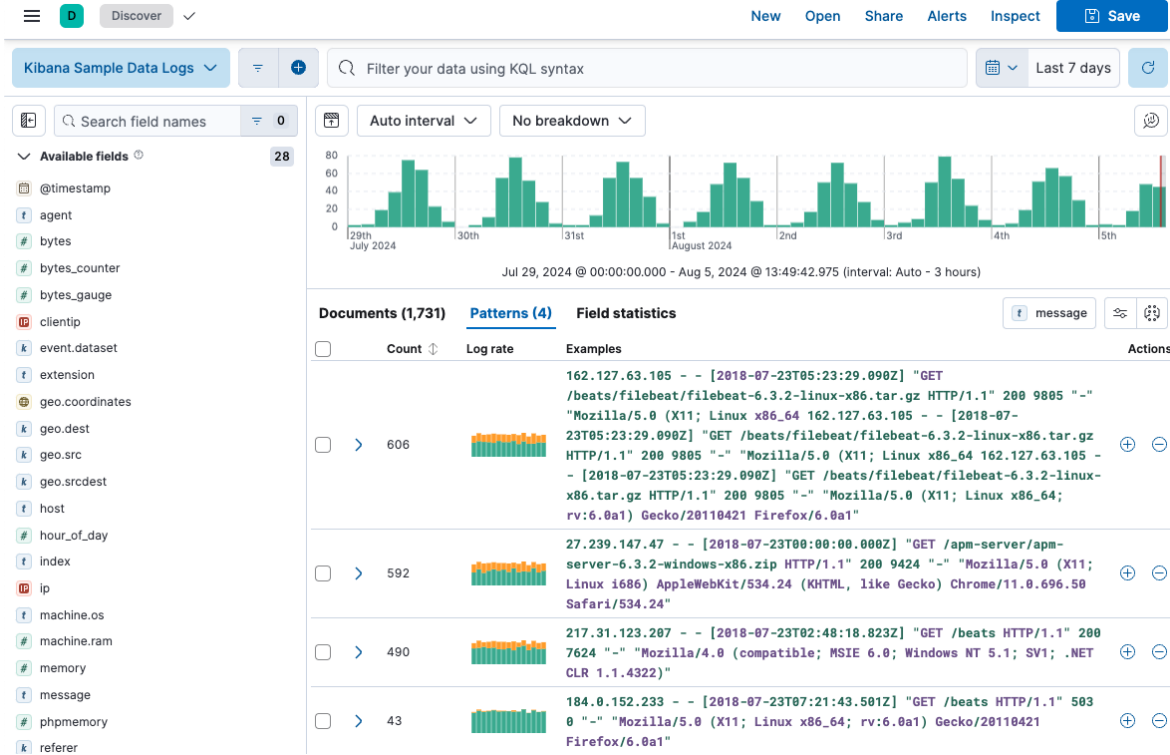 D Discover New Open Share Alerts Inspect Save
Kibana Sample Data Logs Filter your data using KQL syntax Last 7 days
Search field names 0 Auto interval No breakdown
Available fields 28
@timestamp
agent
bytes
bytes_counter
bytes_gauge
clientip
event.dataset
extension
geo.coordinates
geo.dest
geo.src
geo.srcdest
host
hour_of_day
index
ip
machine.os
machine.ram
memory
message
phpmemory
referer
80
60
40
20
0
29th 30th 31st 1st 2nd 3rd 4th 5th
July 2024 August 2024
Jul 29, 2024 @ 00:00:00.000 - Aug 5, 2024 @ 13:49:42.975 (interval: Auto - 3 hours)
Documents (1,731) Patterns (4) Field statistics t message
Count Log rate Examples Actions
606
162.127.63.105 - - [2018-07-23T05:23:29.090Z] "GET
/beats/filebeat/filebeat-6.3.2-linux-x86.tar.gz HTTP/1.1" 200 9805 "-"
"Mozilla/5.0 (X11; Linux x86_64 162.127.63.105 - - [2018-07-
23T05:23:29.090Z] "GET /beats/filebeat/filebeat-6.3.2-linux-x86.tar.gz
HTTP/1.1" 200 9805 "-" "Mozilla/5.0 (X11; Linux x86_64 162.127.63.105 -
- [2018-07-23T05:23:29.090Z] "GET /beats/filebeat/filebeat-6.3.2-linux-
x86.tar.gz HTTP/1.1" 200 9805 "-" "Mozilla/5.0 (X11; Linux x86_64;
rv:6.0a1) Gecko/20110421 Firefox/6.0a1"
592
27.239.147.47 - - [2018-07-23T00:00:00.000Z] "GET /apm-server/apm-
server-6.3.2-windows-x86.zip HTTP/1.1" 200 9424 "-" "Mozilla/5.0 (X11;
Linux i686) AppleWebKit/534.24 (KHTML, like Gecko) Chrome/11.0.696.50
Safari/534.24"
490
217.31.123.207 - - [2018-07-23T02:48:18.823Z] "GET /beats HTTP/1.1" 200
7624 "-" "Mozilla/4.0 (compatible; MSIE 6.0; Windows NT 5.1; SV1; .NET
CLR 1.1.4322)"
43
184.0.152.233 - - [2018-07-23T07:21:43.501Z] "GET /beats HTTP/1.1" 503
0 "-" "Mozilla/5.0 (X11; Linux x86_64; rv:6.0a1) Gecko/20110421
Firefox/6.0a1"